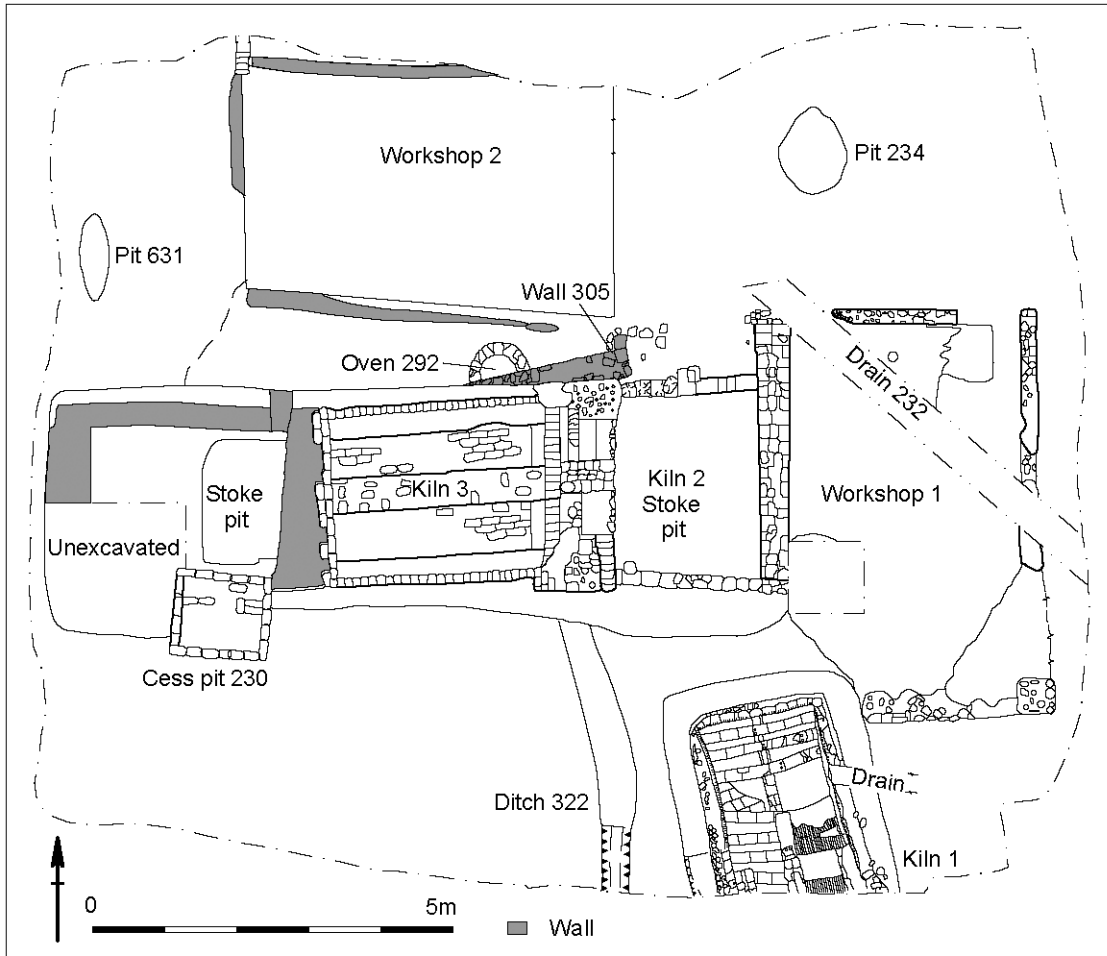 Workshop 2
Pit 234
Pit 631
Wall 305
Oven 292
Drain 232
Stoke
pit
Kiln 3
Kiln 2
Stoke
pit
Workshop 1
Unexcavated
Cess pit 230
Ditch 322
Drain
Kiln 1
0
5m
Wall